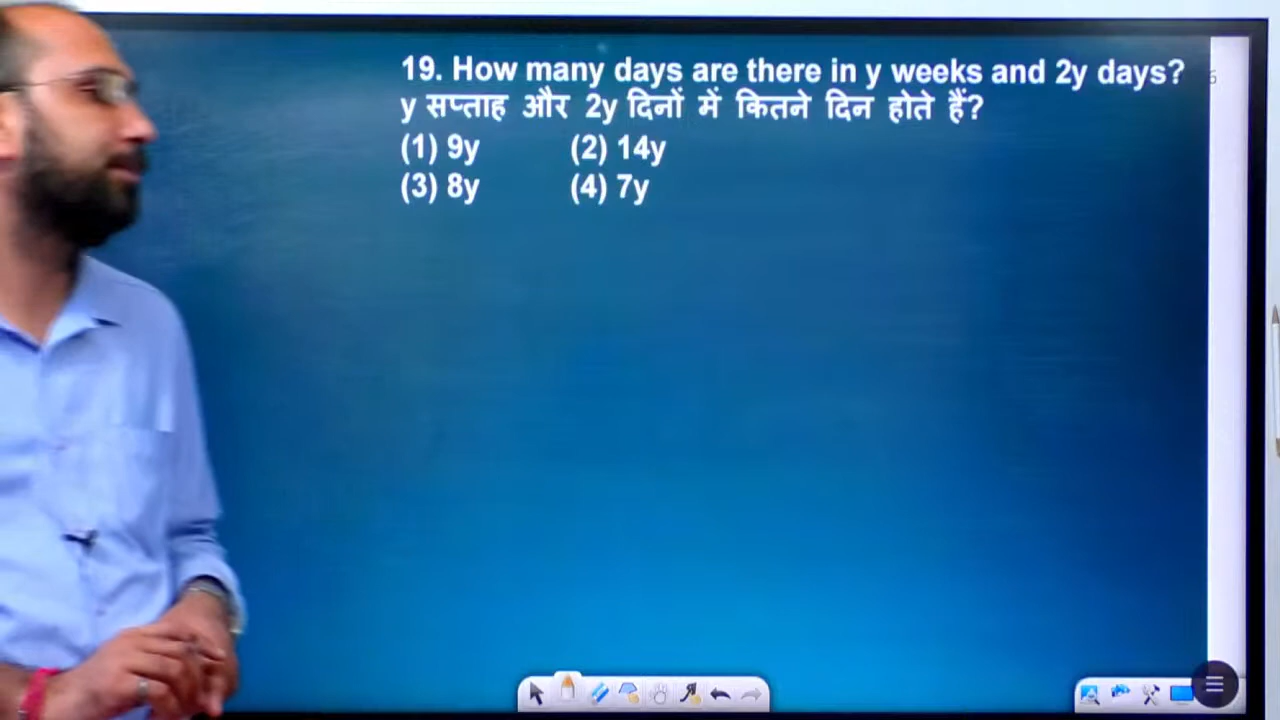 19. How many days are there in y weeks and 2y days?
y सप्ताह और 2y दिनों में कितने दिन होते हैं?
(1) 9y (2) 14y
(3) 8y (4) 7y